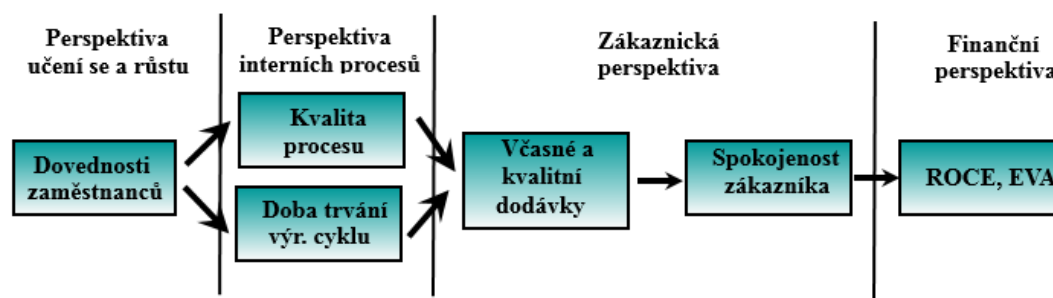 Perspektiva
učení se a růstu
Perspektiva
interních procesů
Zákaznická
perspektiva
Finanční
perspektiva
Dovednosti
zaměstnanců
Kvalita
procesu
Doba trvání
výr. cyklu
Včasné a
kvalitní
dodávky
Spokojenost
zákazníka
ROCE, EVA